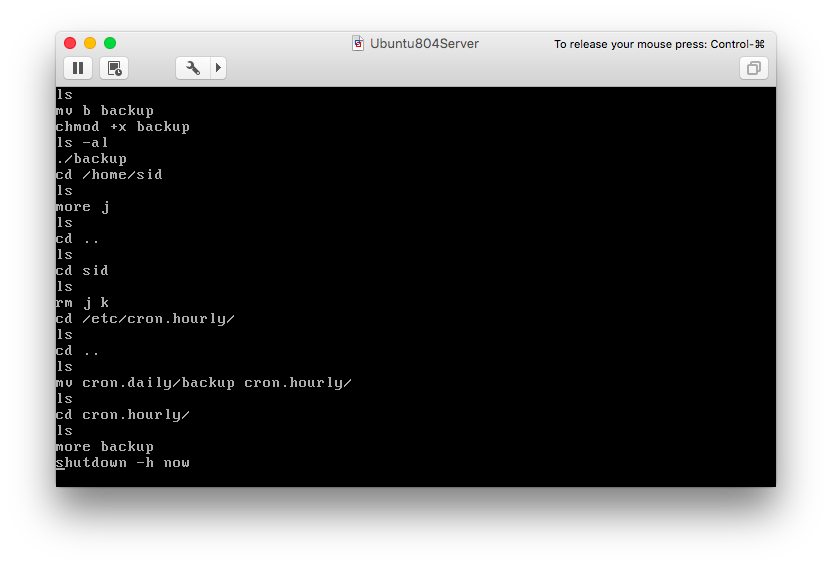 Ubuntu804Server
To release your mouse press: Control-⌘
ls
mv b backup
chmod +x backup
ls -al
./backup
cd /home/sid
ls
more j
ls
cd ..
ls
cd sid
ls
rm j k
cd /etc/cron.hourly/
ls
cd ..
ls
mv cron.daily/backup cron.hourly/
ls
cd cron.hourly/
ls
more backup
shutdown -h now